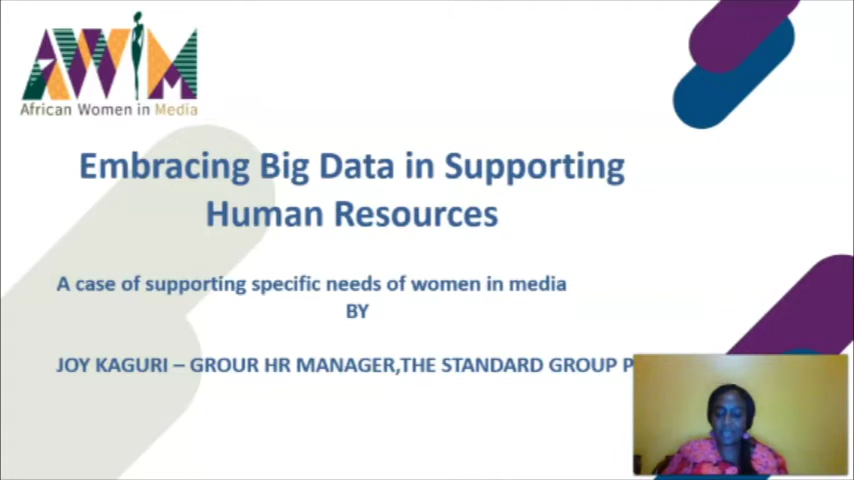 AWiM
African Women in Media
Embracing Big Data in Supporting
Human Resources
A case of supporting specific needs of women in media
BY
JOY KAGURI – GROUR HR MANAGER,THE STANDARD GROUP P